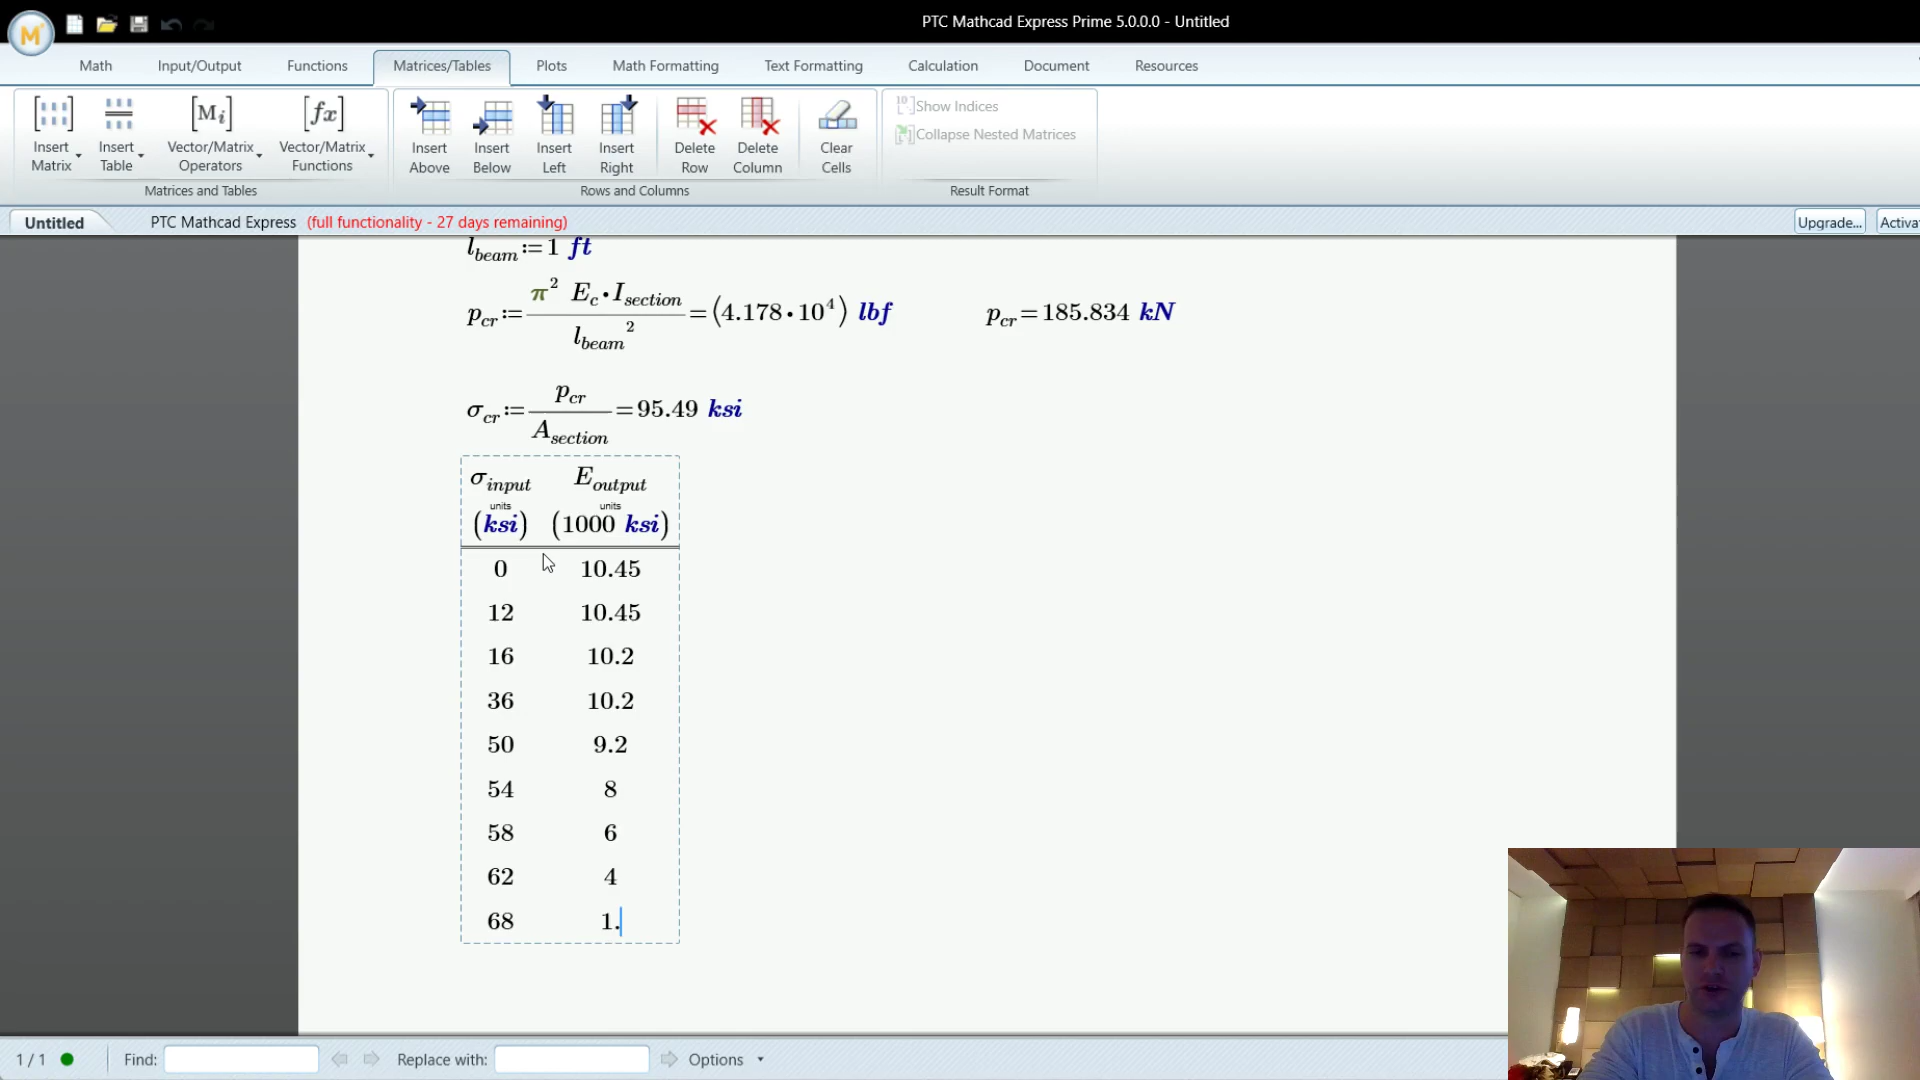 PTC Mathcad Express Prime 5.0.0.0 - Untitled
Math Input/Output Functions Matrices/Tables Plots Math Formatting Text Formatting Calculation Document Resources
Insert Matrix
Insert Table
Vector/Matrix Operators
Vector/Matrix Functions
Insert Above
Insert Below
Insert Left
Insert Right
Delete Row
Delete Column
Clear Cells
Show Indices
Collapse Nested Matrices
Matrices and Tables
Rows and Columns
Result Format
Untitled
PTC Mathcad Express (full functionality - 27 days remaining)
Upgrade... Activa
l_beam := 1 ft
p_cr := π² E_c · I_section / l_beam² = (4.178 · 10⁴) lbf
p_cr = 185.834 kN
σ_cr := p_cr / A_section = 95.49 ksi
σ_input E_output
units units
(ksi) (1000 ksi)
0 10.45
12 10.45
16 10.2
36 10.2
50 9.2
54 8
58 6
62 4
68 1.
1 / 1 Find: Replace with: Options